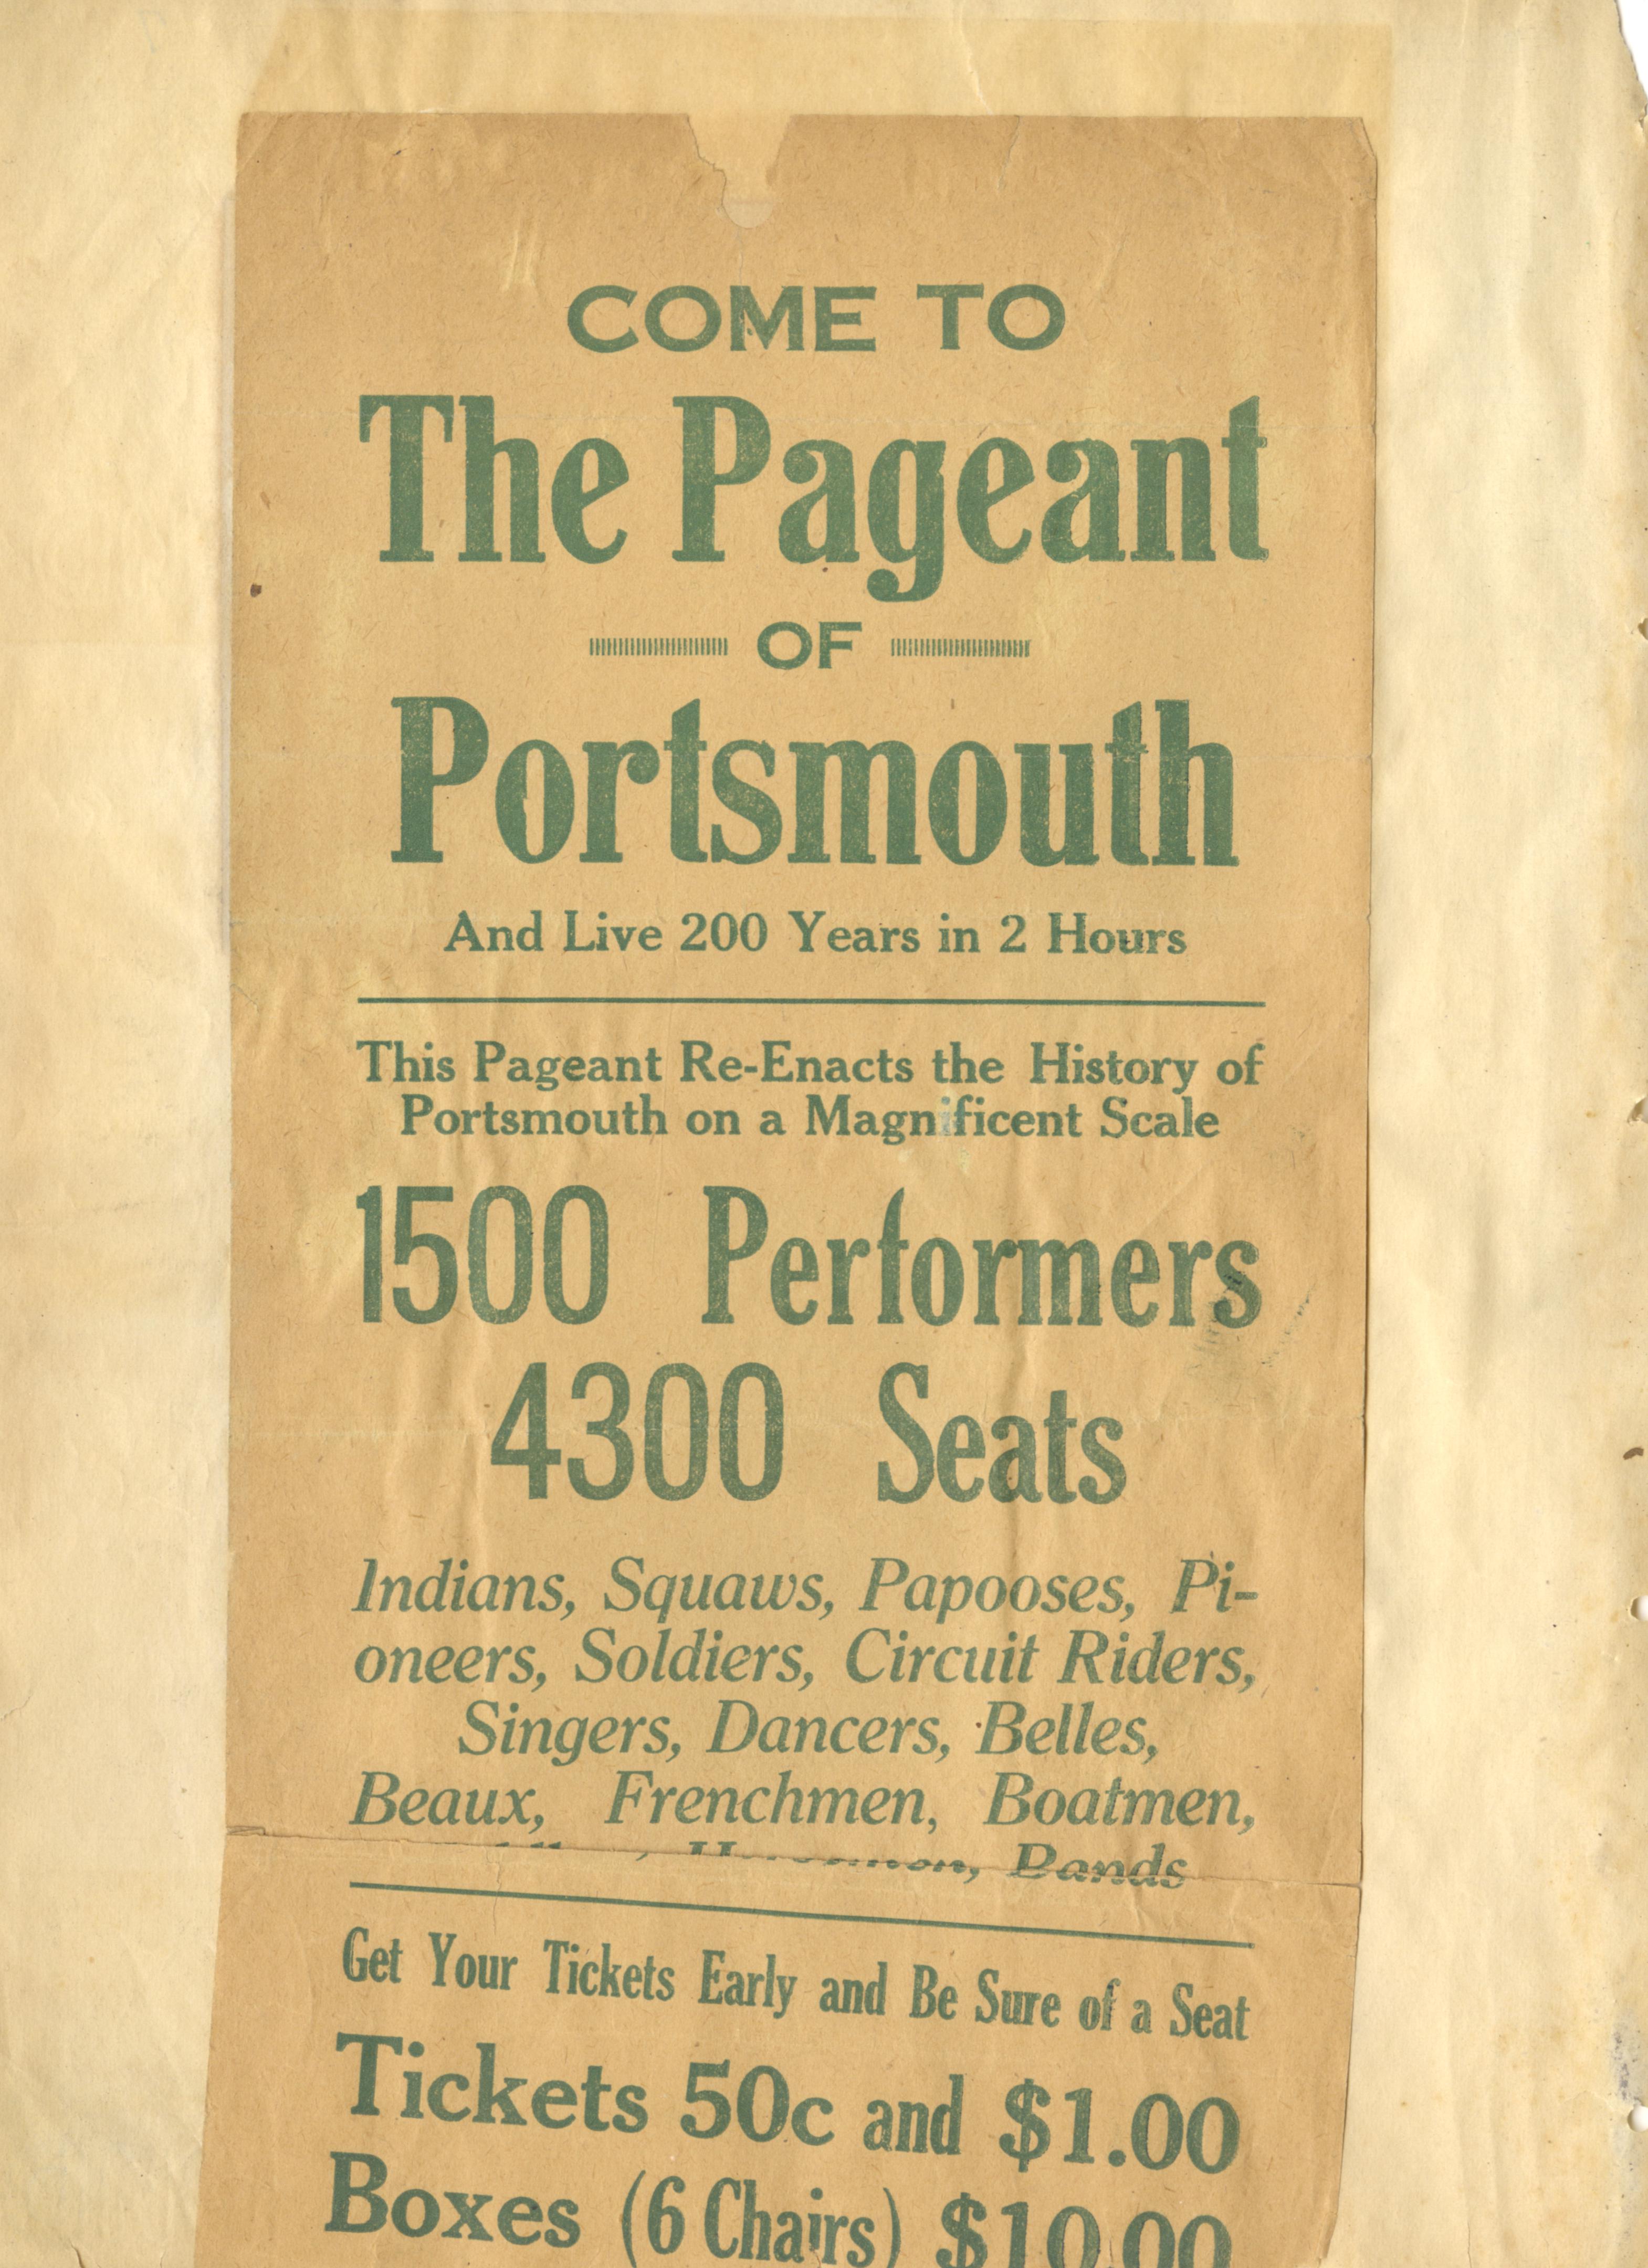 COME TO
The Pageant
OF
Portsmouth
And Live 200 Years in 2 Hours
This Pageant Re-Enacts the History of
Portsmouth on a Magnificent Scale
1500 Performers
4300 Seats
Indians, Squaws, Papooses, Pi-
oneers, Soldiers, Circuit Riders,
Singers, Dancers, Belles,
Beaux, Frenchmen, Boatmen,
Bands
Get Your Tickets Early and Be Sure of a Seat
Tickets 50c and $1.00
Boxes (6 Chairs) $10.00